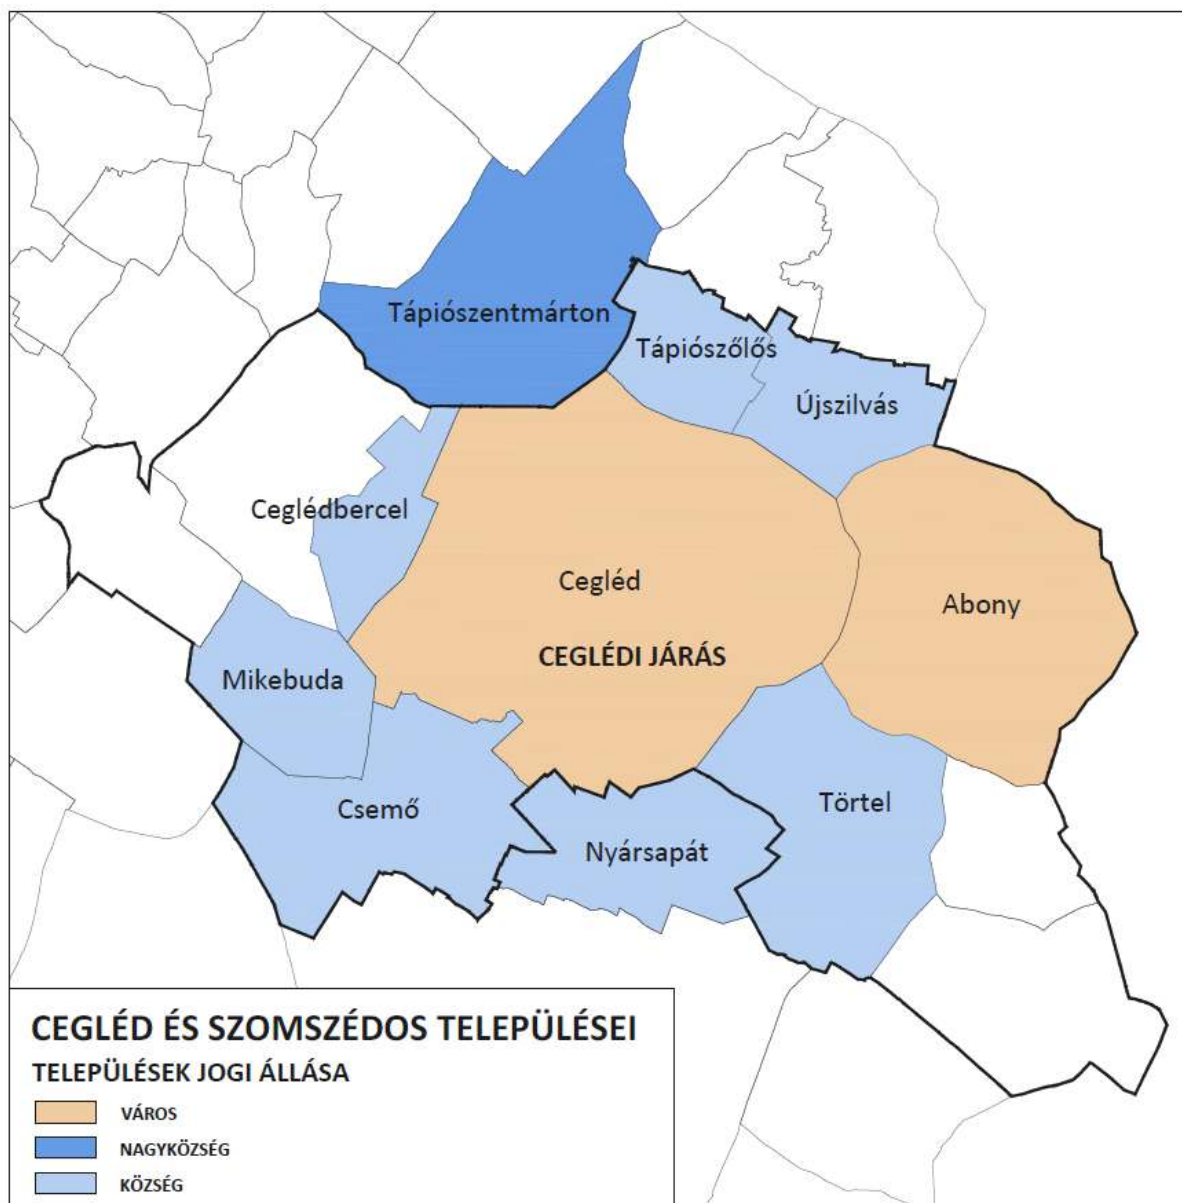 Tápiószentmárton
Tápiószőlős
Újszilvás
Ceglédbercel
Cegléd
Abony
CEGLÉDI JÁRÁS
Mikebuda
Csemő
Törtel
Nyársapát
CEGLÉD ÉS SZOMSZÉDOS TELEPÜLÉSEI
TELEPÜLÉSEK JOGI ÁLLÁSA
VÁROS
NAGYKÖZSÉG
KÖZSÉG